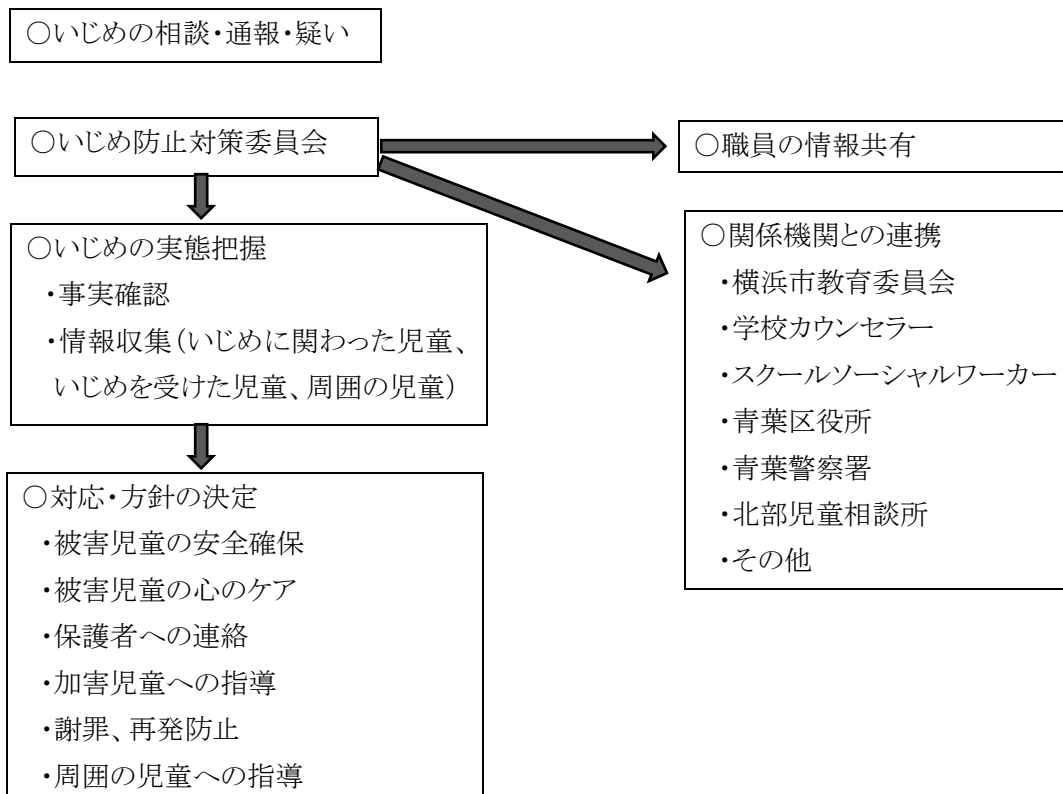 ○いじめの相談・通報・疑い
○いじめ防止対策委員会
○職員の情報共有
○いじめの実態把握
・事実確認
・情報収集（いじめに関わった児童、
いじめを受けた児童、周囲の児童）
○関係機関との連携
・横浜市教育委員会
・学校カウンセラー
・スクールソーシャルワーカー
・青葉区役所
・青葉警察署
・北部児童相談所
・その他
○対応・方針の決定
・被害児童の安全確保
・被害児童の心のケア
・保護者への連絡
・加害児童への指導
・謝罪、再発防止
・周囲の児童への指導